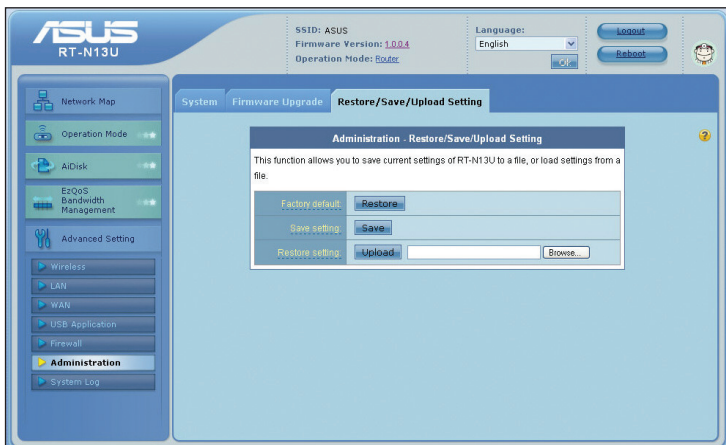 ASUS
RT-N13U
SSID: ASUS
Firmware Version: 1.0.0.4
Operation Mode: Router
Language:
English
OK
Logout
Reboot
Network Map
Operation Mode
AiDisk
EzQoS
Bandwidth
Management
Advanced Setting
Wireless
LAN
WAN
USB Application
Firewall
Administration
System Log
System
Firmware Upgrade
Restore/Save/Upload Setting
Administration - Restore/Save/Upload Setting
This function allows you to save current settings of RT-N13U to a file, or load settings from a
file.
Factory default: Restore
Save setting: Save
Restore setting: Upload Browse...
?